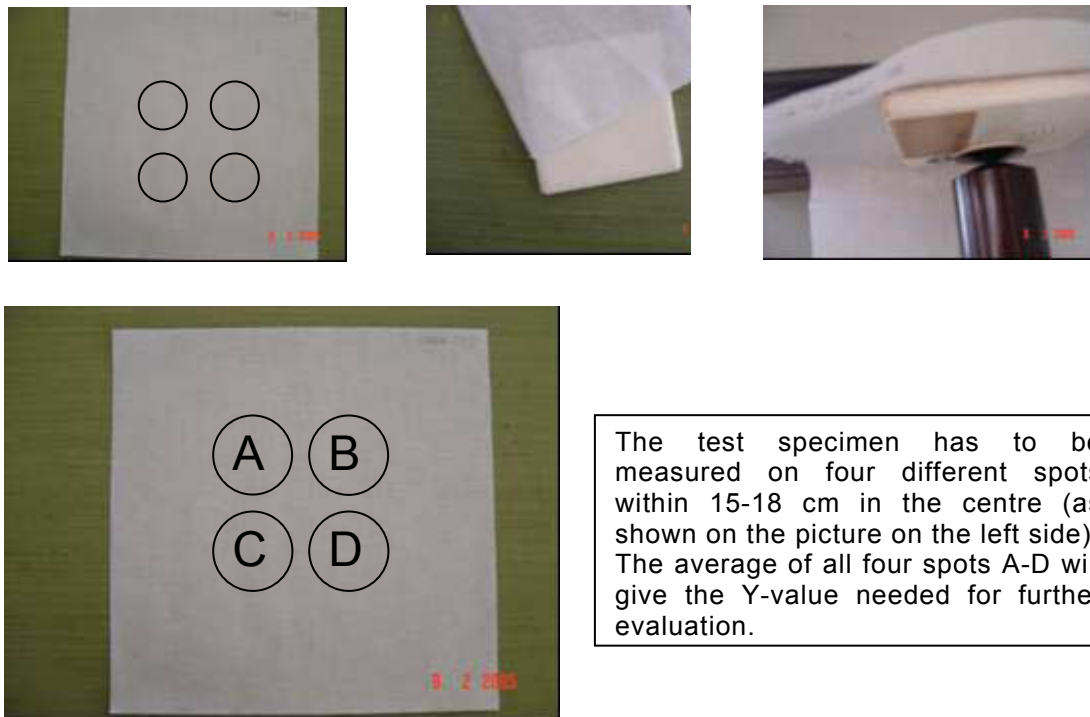 A B
C D
The test specimen has to be
measured on four different spots
within 15-18 cm in the centre (as
shown on the picture on the left side)
The average of all four spots A-D wi
give the Y-value needed for furthe
evaluation.